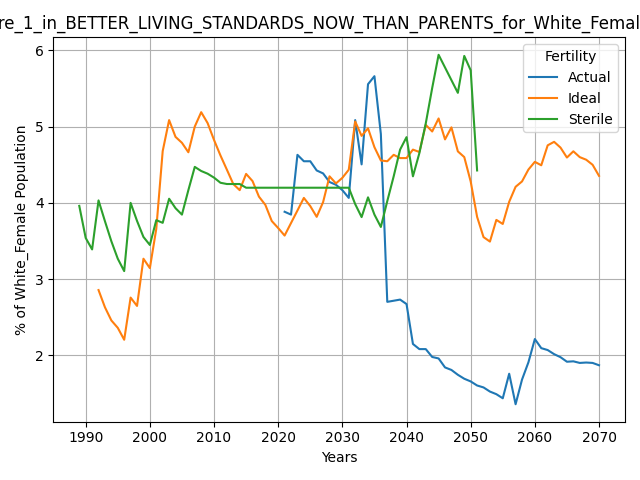 re_1_in_BETTER_LIVING_STANDARDS_NOW_THAN_PARENTS_for_White_Femal
Fertility
Actual
Ideal
Sterile
% of White_Female Population
6
5
4
3
2
1990 2000 2010 2020 2030 2040 2050 2060 2070
Years